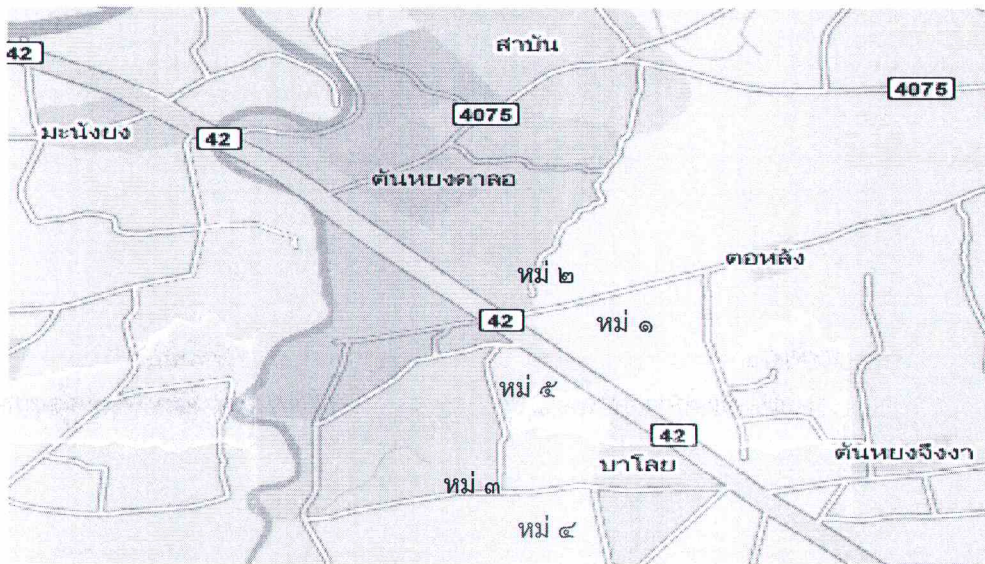 42
สาบัน
4075
4075
มะนังยง
42
ตันหยงดาลอ
ตอหลัง
หม่ ๒
42
หม่ ๑
หม่ ๕
42
บาโลย
ตันหยงจึงงา
หม่ ๓
หม่ ๔